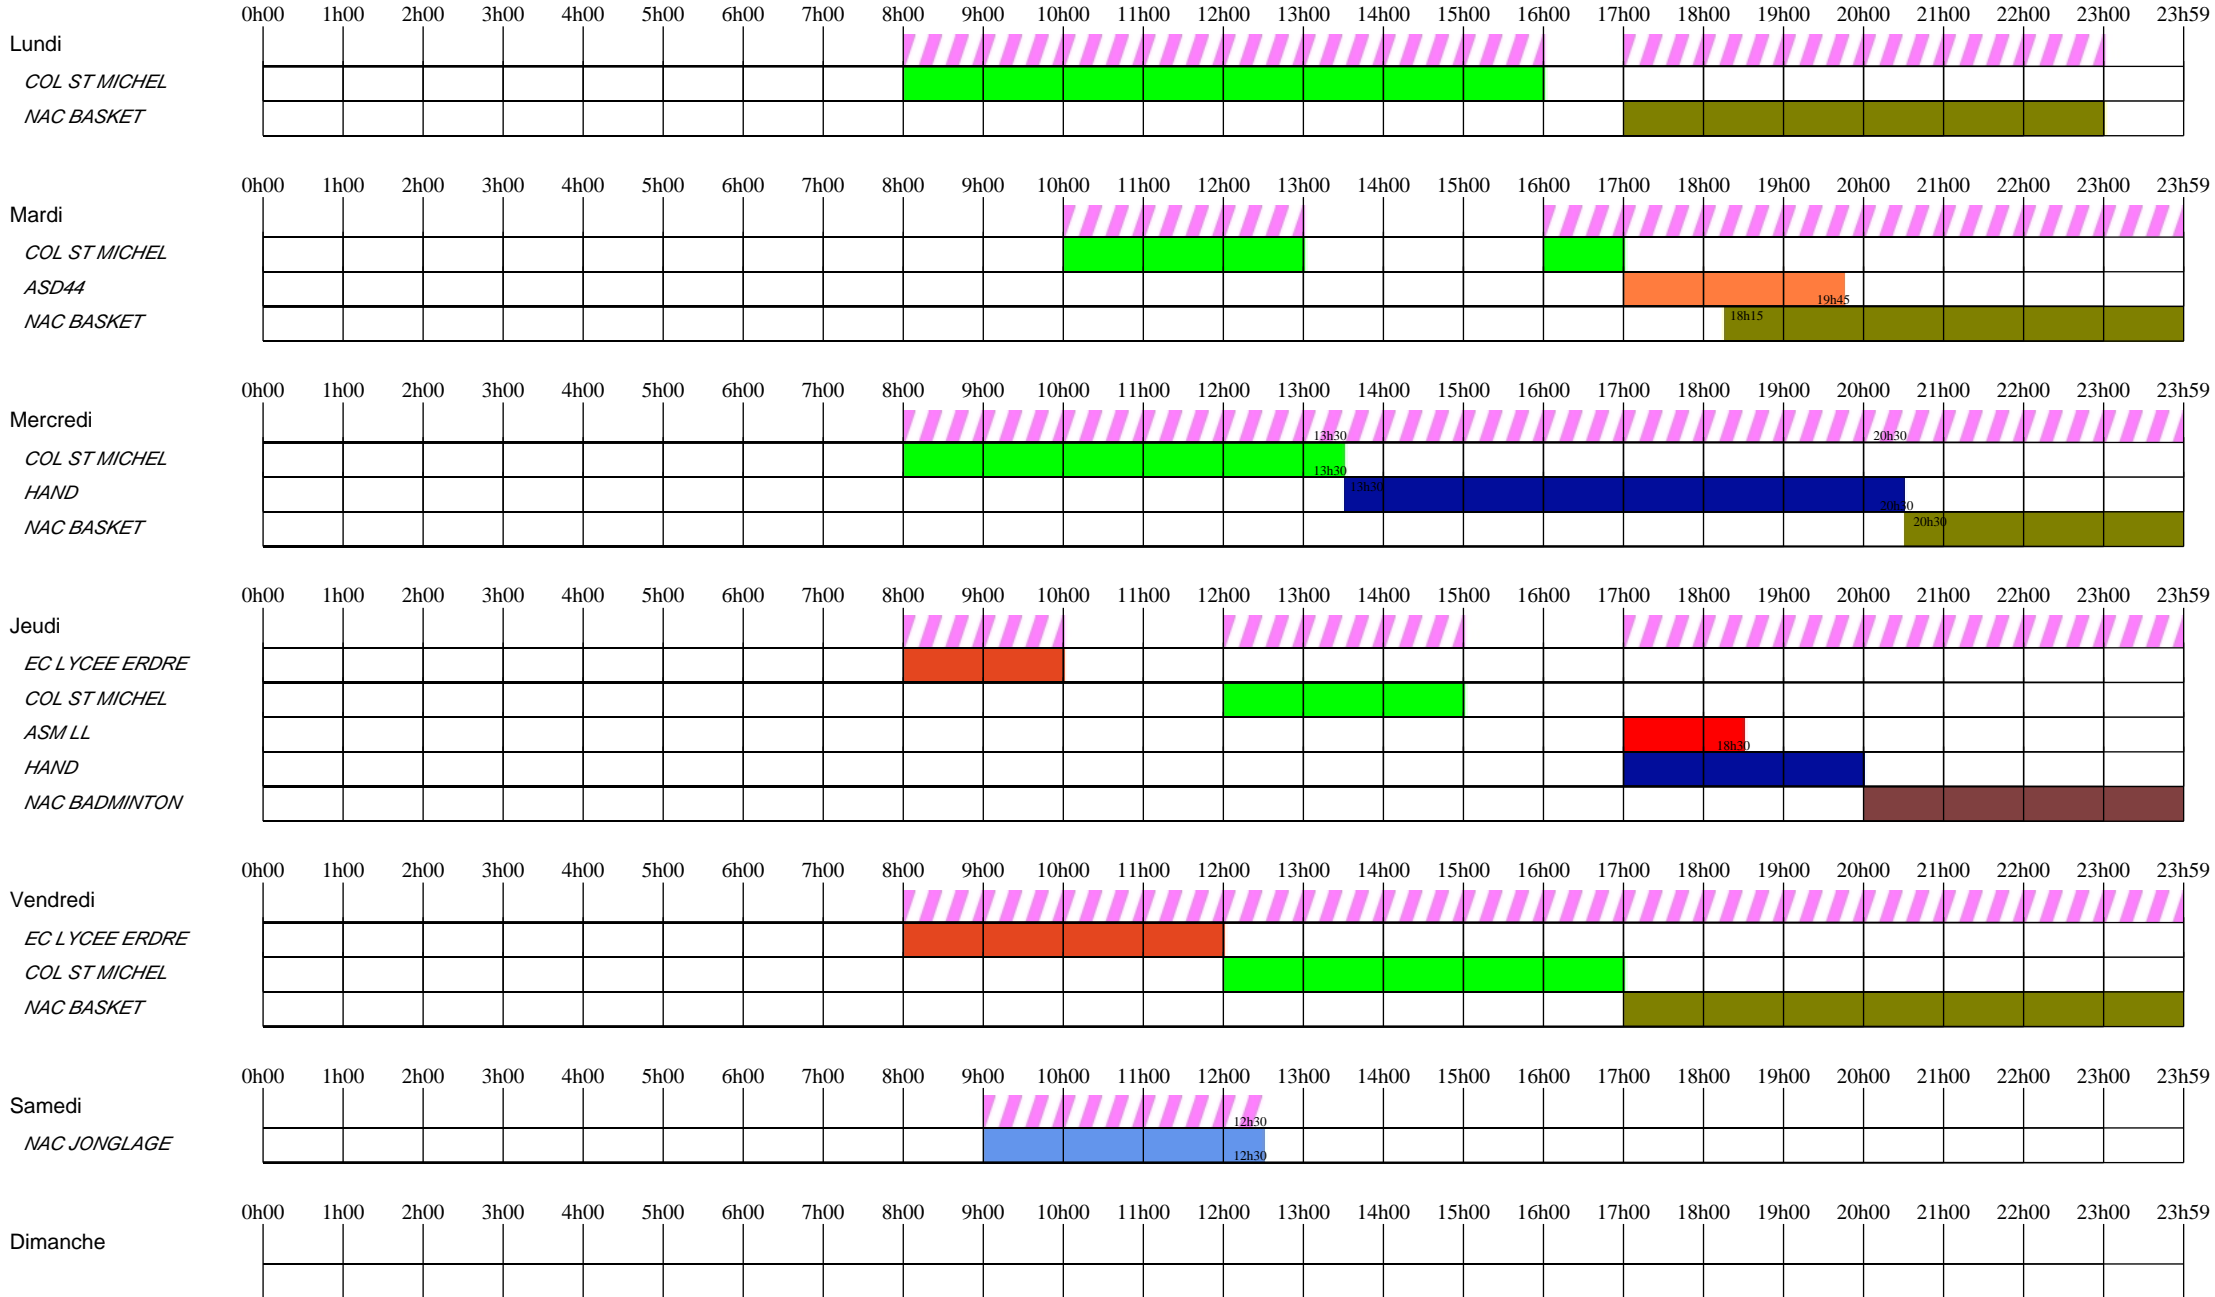 0h00 1h00 2h00 3h00 4h00 5h00 6h00 7h00 8h00 9h00 10h00 11h00 12h00 13h00 14h00 15h00 16h00 17h00 18h00 19h00 20h00 21h00 22h00 23h00 23h59
Lundi
COL ST MICHEL
NAC BASKET
0h00 1h00 2h00 3h00 4h00 5h00 6h00 7h00 8h00 9h00 10h00 11h00 12h00 13h00 14h00 15h00 16h00 17h00 18h00 19h00 20h00 21h00 22h00 23h00 23h59
Mardi
COL ST MICHEL
ASD44 19h45
NAC BASKET 18h15
0h00 1h00 2h00 3h00 4h00 5h00 6h00 7h00 8h00 9h00 10h00 11h00 12h00 13h00 14h00 15h00 16h00 17h00 18h00 19h00 20h00 21h00 22h00 23h00 23h59
Mercredi 13h30 20h30
COL ST MICHEL 13h30
HAND 13h30 20h30
NAC BASKET 20h30
0h00 1h00 2h00 3h00 4h00 5h00 6h00 7h00 8h00 9h00 10h00 11h00 12h00 13h00 14h00 15h00 16h00 17h00 18h00 19h00 20h00 21h00 22h00 23h00 23h59
Jeudi
EC LYCEE ERDRE
COL ST MICHEL
ASM LL 18h30
HAND
NAC BADMINTON
0h00 1h00 2h00 3h00 4h00 5h00 6h00 7h00 8h00 9h00 10h00 11h00 12h00 13h00 14h00 15h00 16h00 17h00 18h00 19h00 20h00 21h00 22h00 23h00 23h59
Vendredi
EC LYCEE ERDRE
COL ST MICHEL
NAC BASKET
0h00 1h00 2h00 3h00 4h00 5h00 6h00 7h00 8h00 9h00 10h00 11h00 12h00 13h00 14h00 15h00 16h00 17h00 18h00 19h00 20h00 21h00 22h00 23h00 23h59
Samedi 12h30
NAC JONGLAGE 12h30
0h00 1h00 2h00 3h00 4h00 5h00 6h00 7h00 8h00 9h00 10h00 11h00 12h00 13h00 14h00 15h00 16h00 17h00 18h00 19h00 20h00 21h00 22h00 23h00 23h59
Dimanche